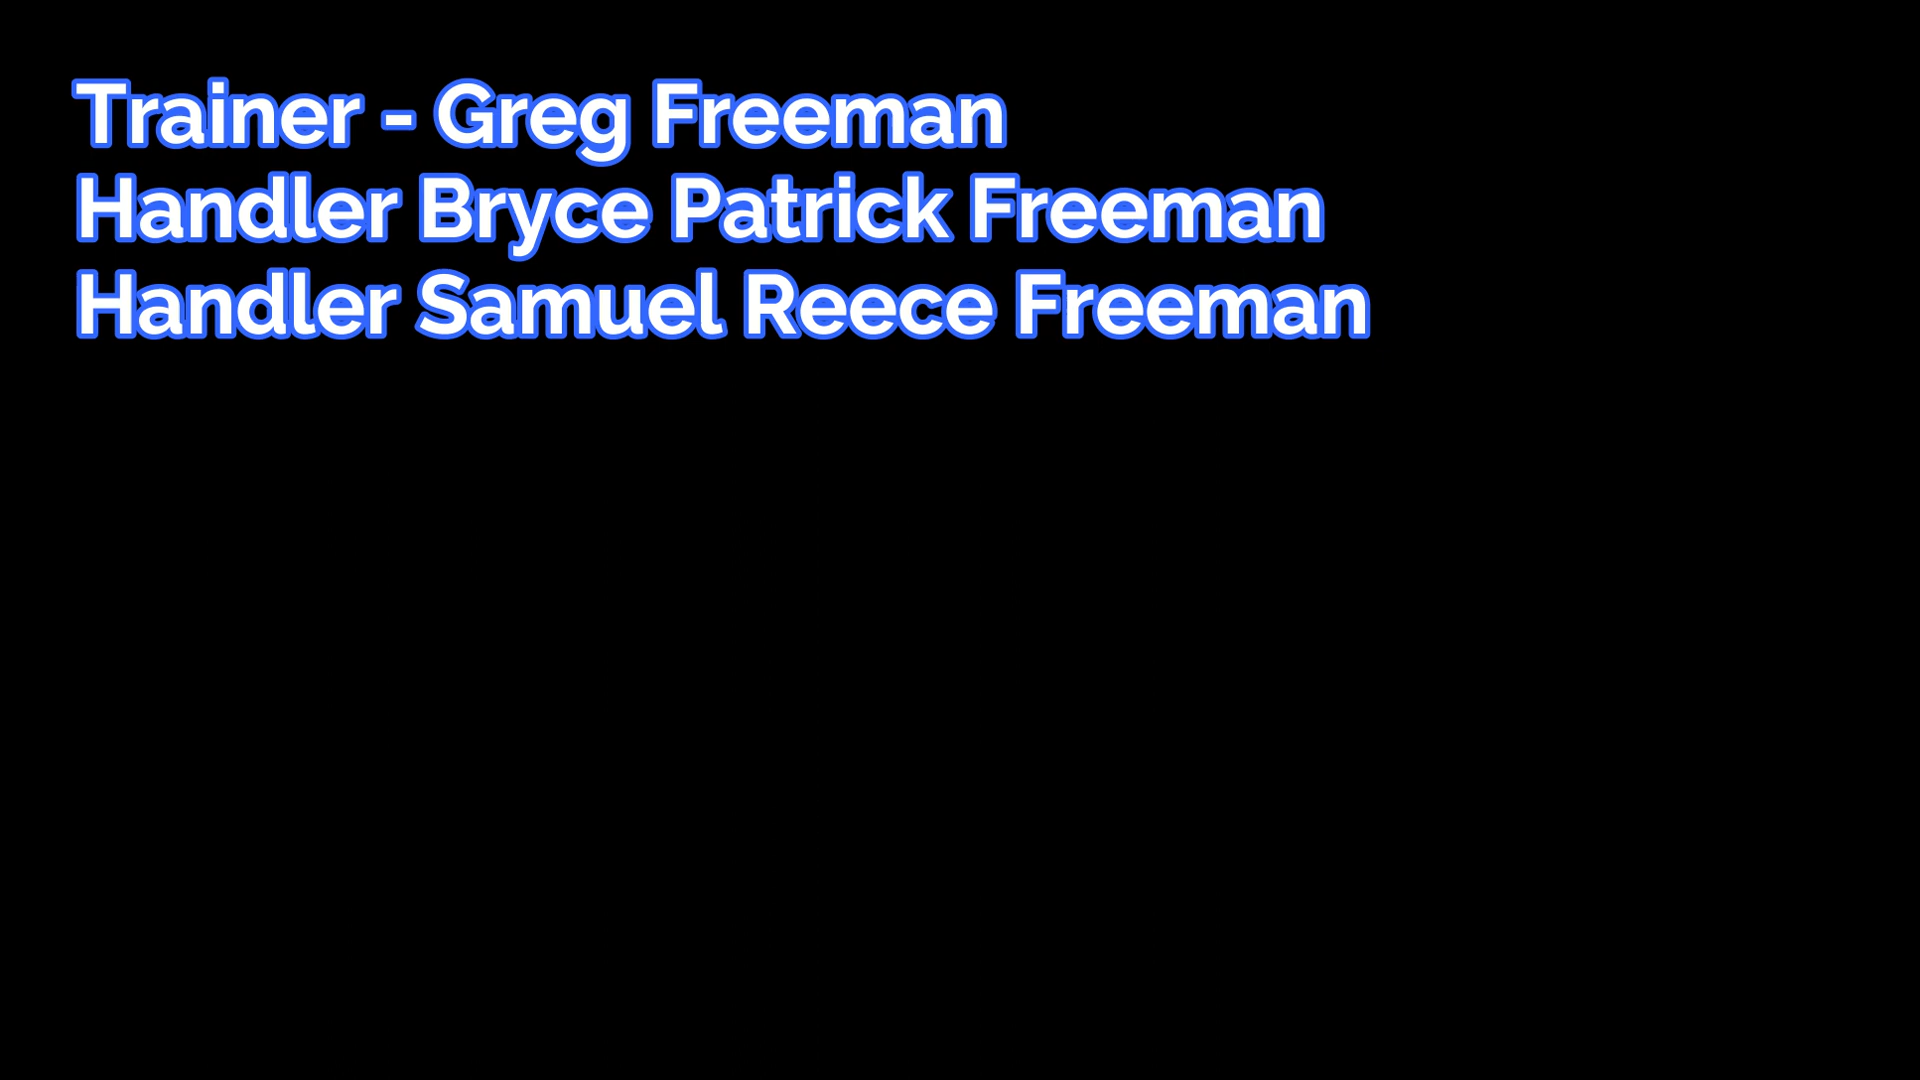 Trainer - Greg Freeman
Handler Bryce Patrick Freeman
Handler Samuel Reece Freeman